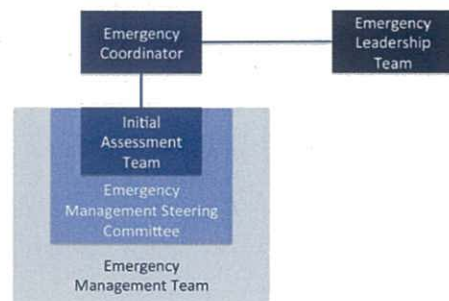 Emergency
Coordinator
Emergency
Leadership
Team
Initial
Assessment
Team
Emergency
Management Steering
Committee
Emergency
Management Team